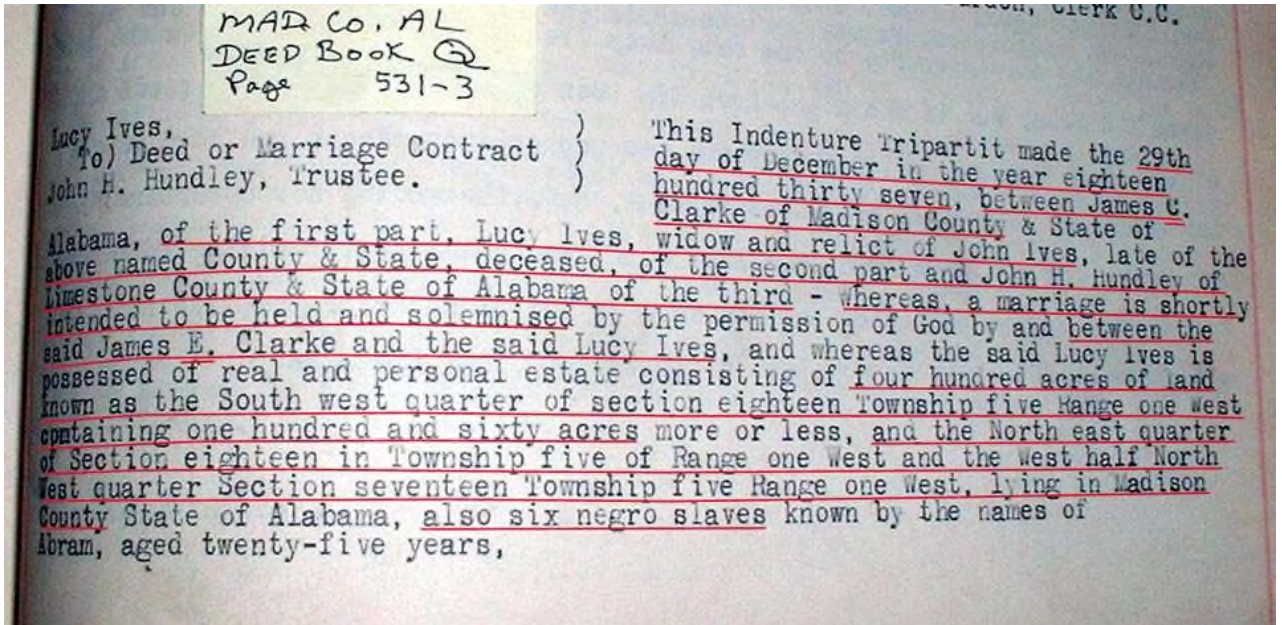 Clerk C.C.
MAD Co. AL
DEED BOOK Q
Page 531-3
Lucy Ives, )
To) Deed or Marriage Contract )
John H. Hundley, Trustee. )
This Indenture Tripartit made the 29th
day of December in the year eighteen
hundred thirty seven, between James C.
Clarke of Madison County & State of
Alabama, of the first part, Lucy Ives, widow and relict of John Ives, late of the
above named County & State, deceased, of the second part and John H. Hundley of
Limestone County & State of Alabama of the third - whereas, a marriage is shortly
intended to be held and solemnised by the permission of God by and between the
said James E. Clarke and the said Lucy Ives, and whereas the said Lucy Ives is
possessed of real and personal estate consisting of four hundred acres of land
known as the South west quarter of section eighteen Township five Range one West
containing one hundred and sixty acres more or less, and the North east quarter
of Section eighteen in Township five of Range one West and the West half North
West quarter Section seventeen Township five Range one West, lying in Madison
County State of Alabama, also six negro slaves known by the names of
Abram, aged twenty-five years,